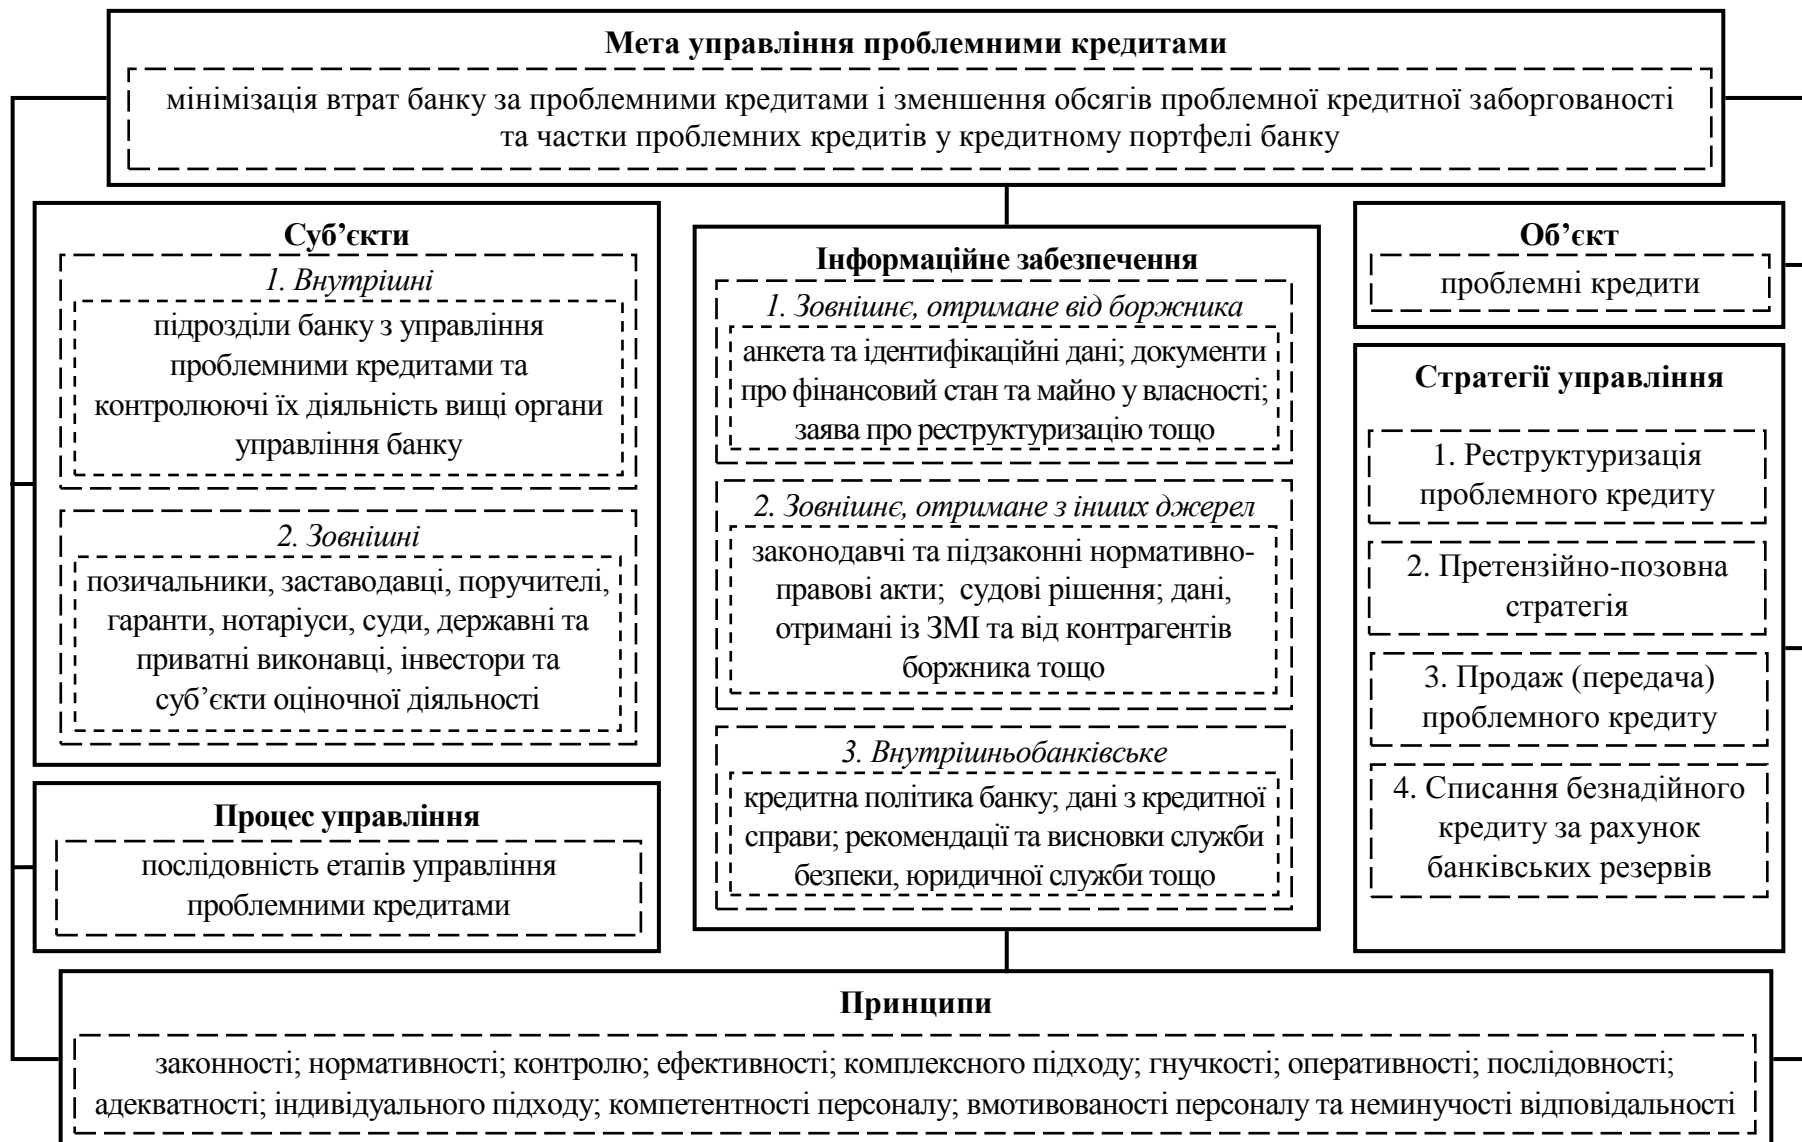 Мета управління проблемними кредитами
мінімізація втрат банку за проблемними кредитами і зменшення обсягів проблемної кредитної заборгованості
та частки проблемних кредитів у кредитному портфелі банку
Суб’єкти
1. Внутрішні
підрозділи банку з управління
проблемними кредитами та
контролюючі їх діяльність вищі органи
управління банку
2. Зовнішні
позичальники, заставодавці, поручителі,
гаранти, нотаріуси, суди, державні та
приватні виконавці, інвестори та
суб’єкти оціночної діяльності
Процес управління
послідовність етапів управління
проблемними кредитами
Інформаційне забезпечення
1. Зовнішнє, отримане від боржника
анкета та ідентифікаційні дані; документи
про фінансовий стан та майно у власності;
заява про реструктуризацію тощо
2. Зовнішнє, отримане з інших джерел
законодавчі та підзаконні нормативно-
правові акти; судові рішення; дані,
отримані із ЗМІ та від контрагентів
боржника тощо
3. Внутрішньобанківське
кредитна політика банку; дані з кредитної
справи; рекомендації та висновки служби
безпеки, юридичної служби тощо
Об’єкт
проблемні кредити
Стратегії управління
1. Реструктуризація
проблемного кредиту
2. Претензійно-позовна
стратегія
3. Продаж (передача)
проблемного кредиту
4. Списання безнадійного
кредиту за рахунок
банківських резервів
Принципи
законності; нормативності; контролю; ефективності; комплексного підходу; гнучкості; оперативності; послідовності;
адекватності; індивідуального підходу; компетентності персоналу; вмотивованості персоналу та неминучості відповідальності